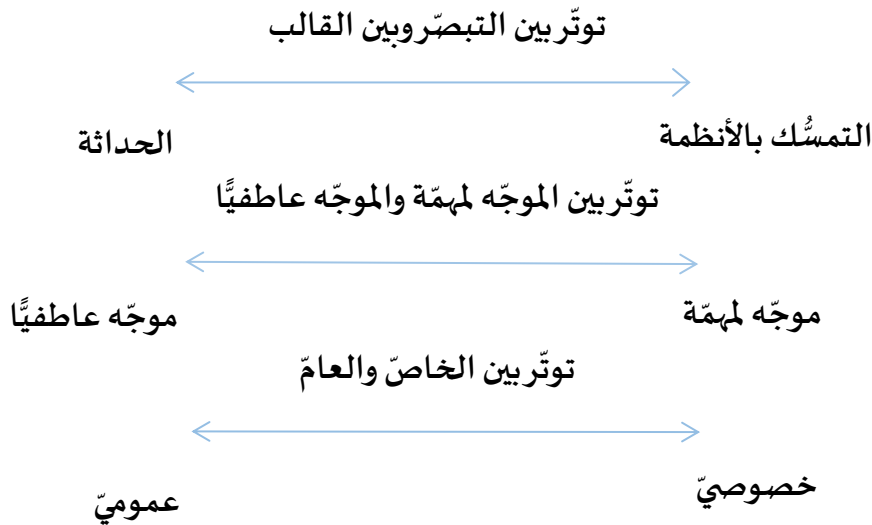 توتّر بين التبصّر وبين القالب
التمسُّك بالأنظمة
الحداثة
توتّر بين الموجّه لمهمّة والموجّه عاطفيًّا
موجّه لمهمّة
موجّه عاطفيًّا
توتّر بين الخاصّ والعامّ
خصوصيّ
عموميّ